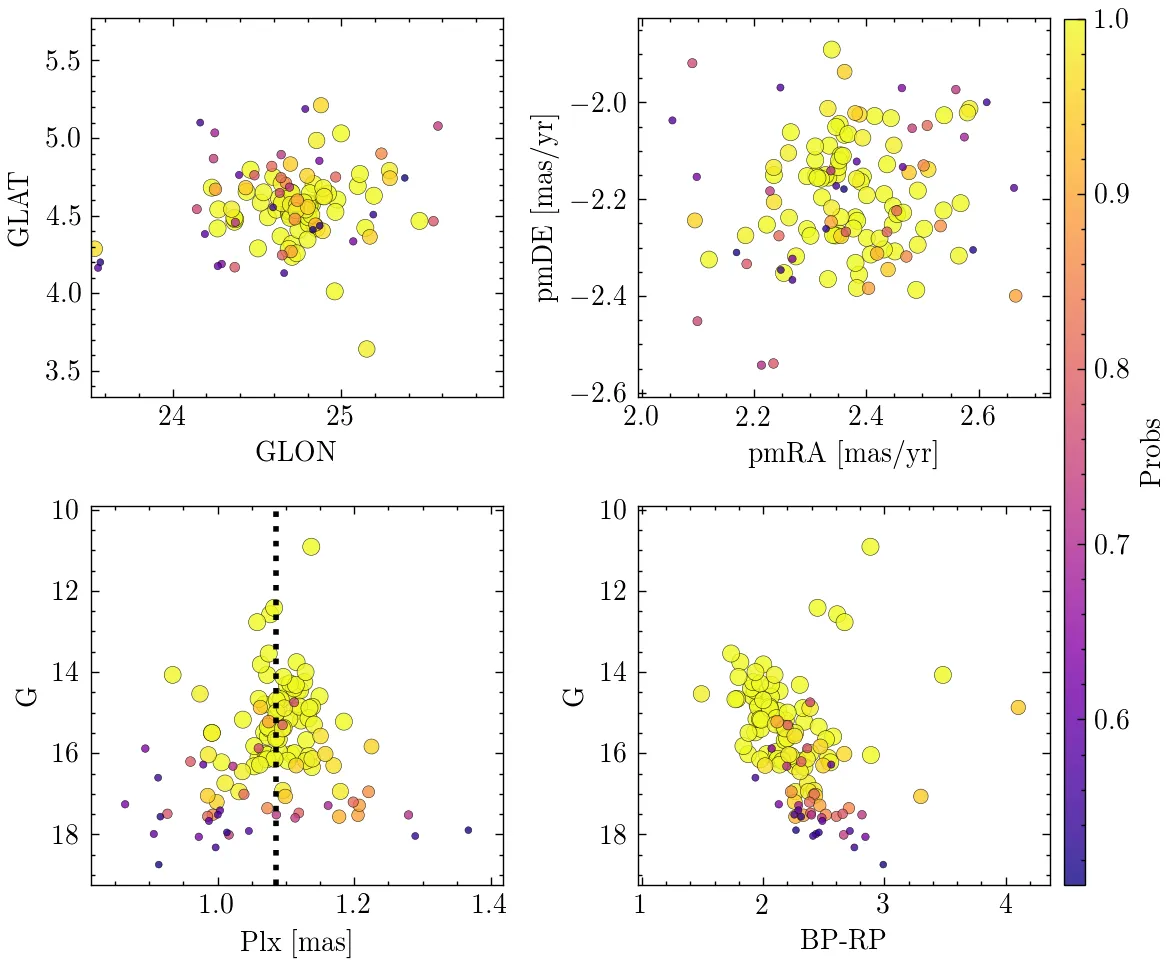 5.5
5.0
4.5
4.0
3.5
GLAT
24 25
GLON
−2.0
−2.2
−2.4
−2.6
pmDE [mas/yr]
2.0 2.2 2.4 2.6
pmRA [mas/yr]
10
12
14
16
18
G
1.0 1.2 1.4
Plx [mas]
10
12
14
16
18
G
1 2 3 4
BP-RP
1.0
0.9
0.8
0.7
0.6
Probs